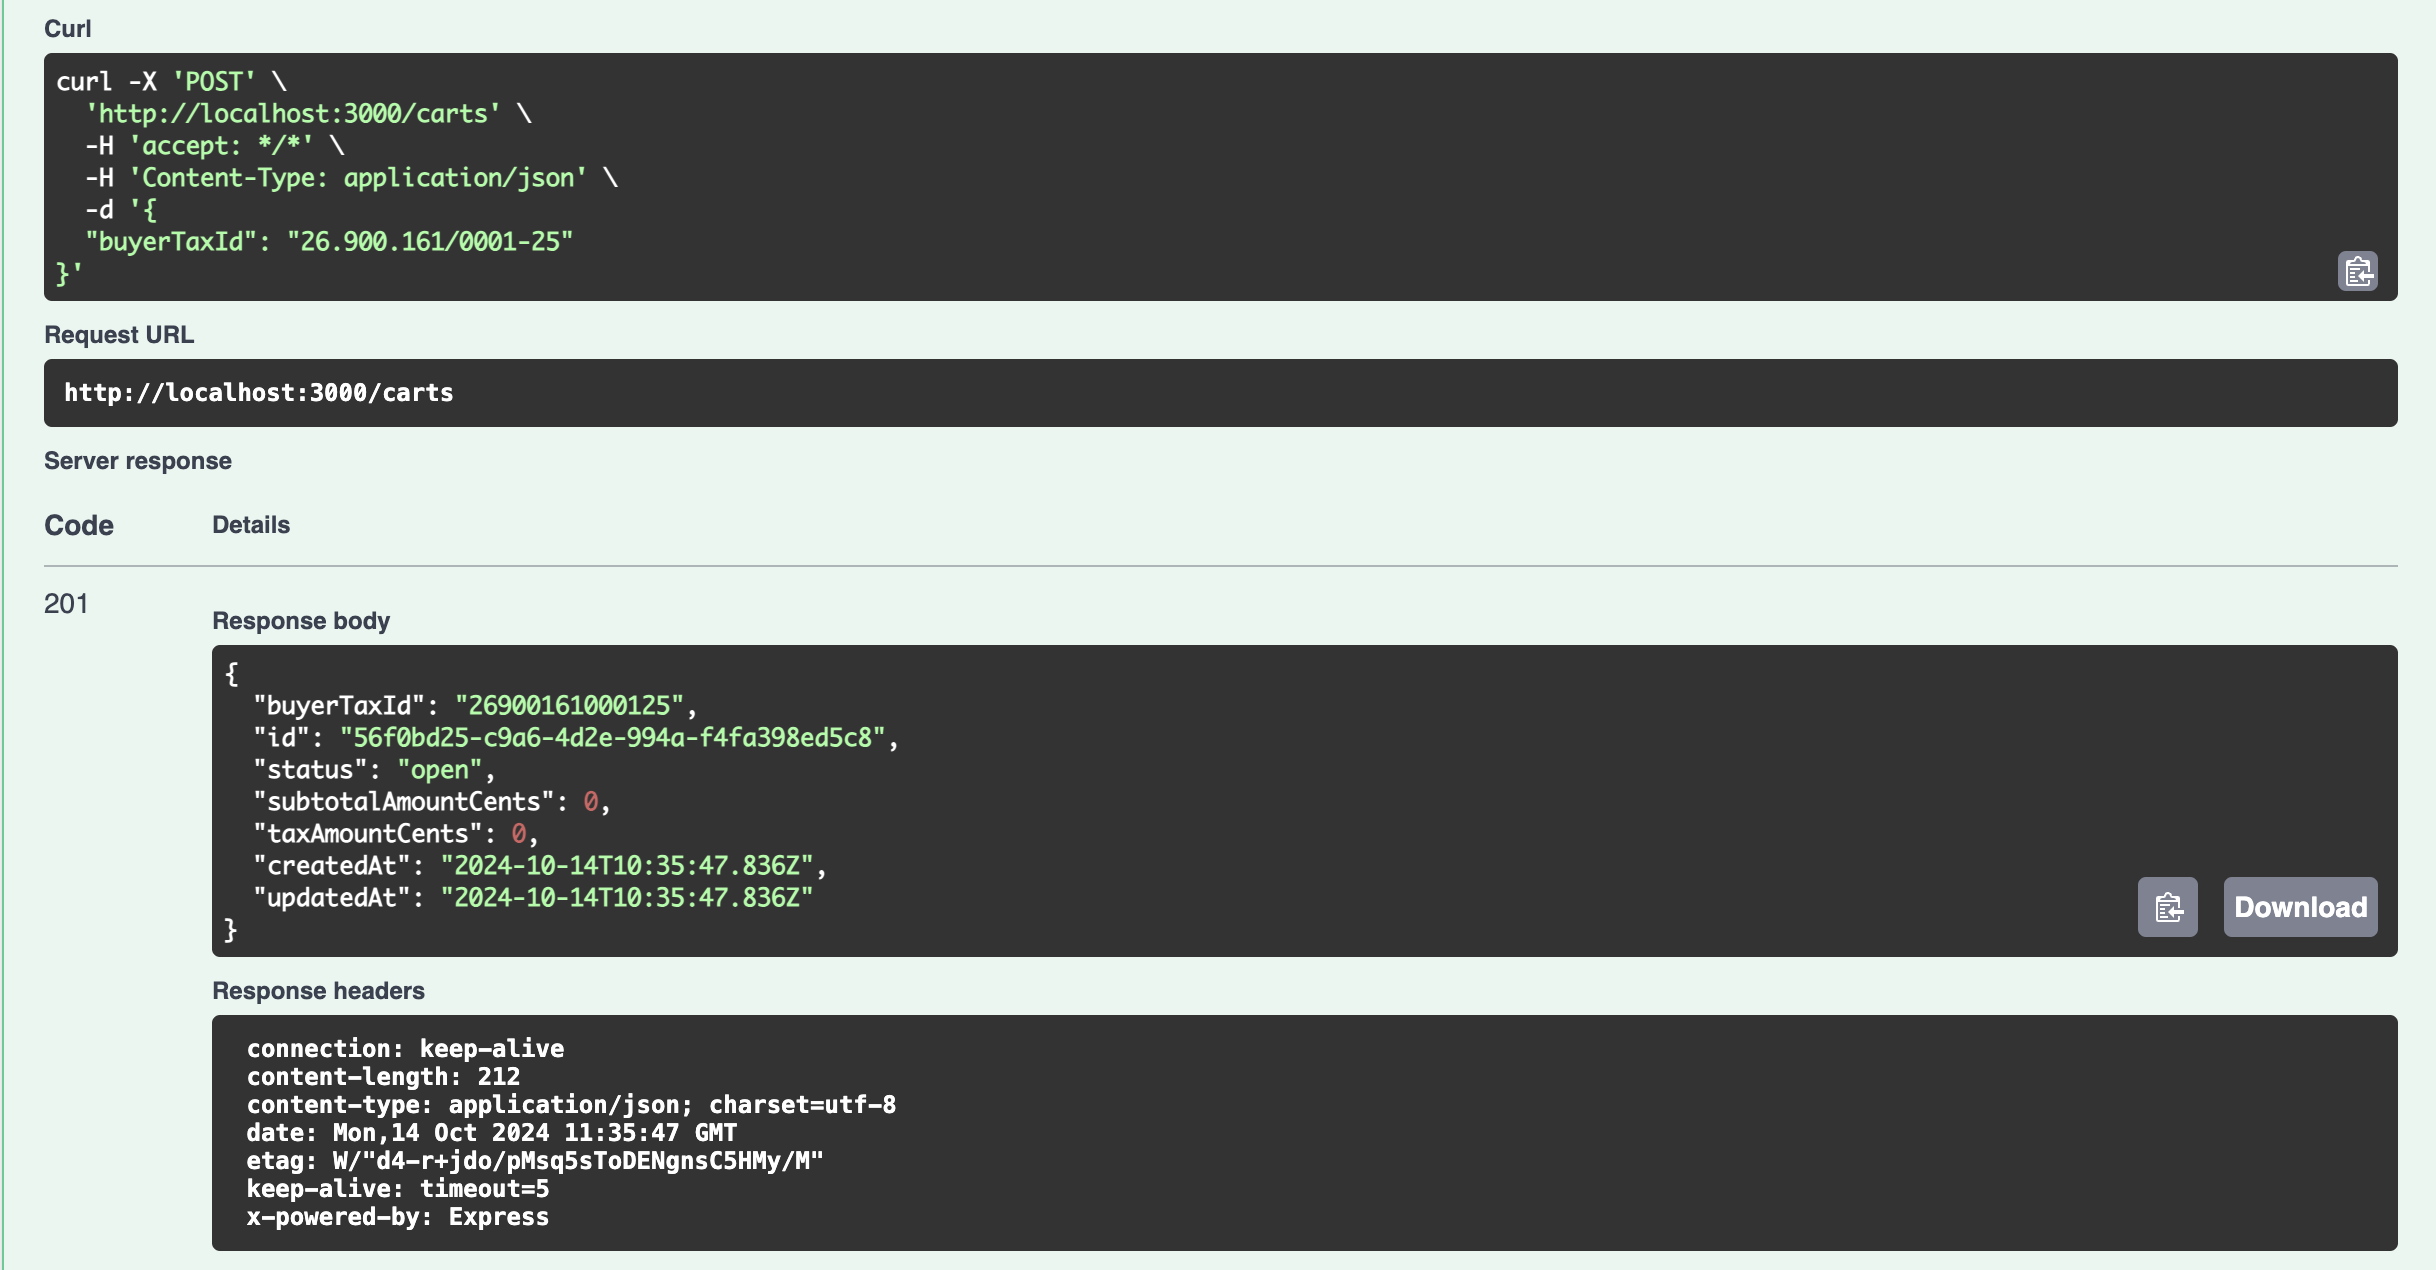 Curl
curl -X 'POST' \
  'http://localhost:3000/carts' \
  -H 'accept: */*' \
  -H 'Content-Type: application/json' \
  -d '{
  "buyerTaxId": "26.900.161/0001-25"
}'
Request URL
http://localhost:3000/carts
Server response
Code Details
201
Response body
{
  "buyerTaxId": "26900161000125",
  "id": "56f0bd25-c9a6-4d2e-994a-f4fa398ed5c8",
  "status": "open",
  "subtotalAmountCents": 0,
  "taxAmountCents": 0,
  "createdAt": "2024-10-14T10:35:47.836Z",
  "updatedAt": "2024-10-14T10:35:47.836Z"
}
Download
Response headers
connection: keep-alive
content-length: 212
content-type: application/json; charset=utf-8
date: Mon,14 Oct 2024 11:35:47 GMT
etag: W/"d4-r+jdo/pMsq5sToDENgnsC5HMy/M"
keep-alive: timeout=5
x-powered-by: Express